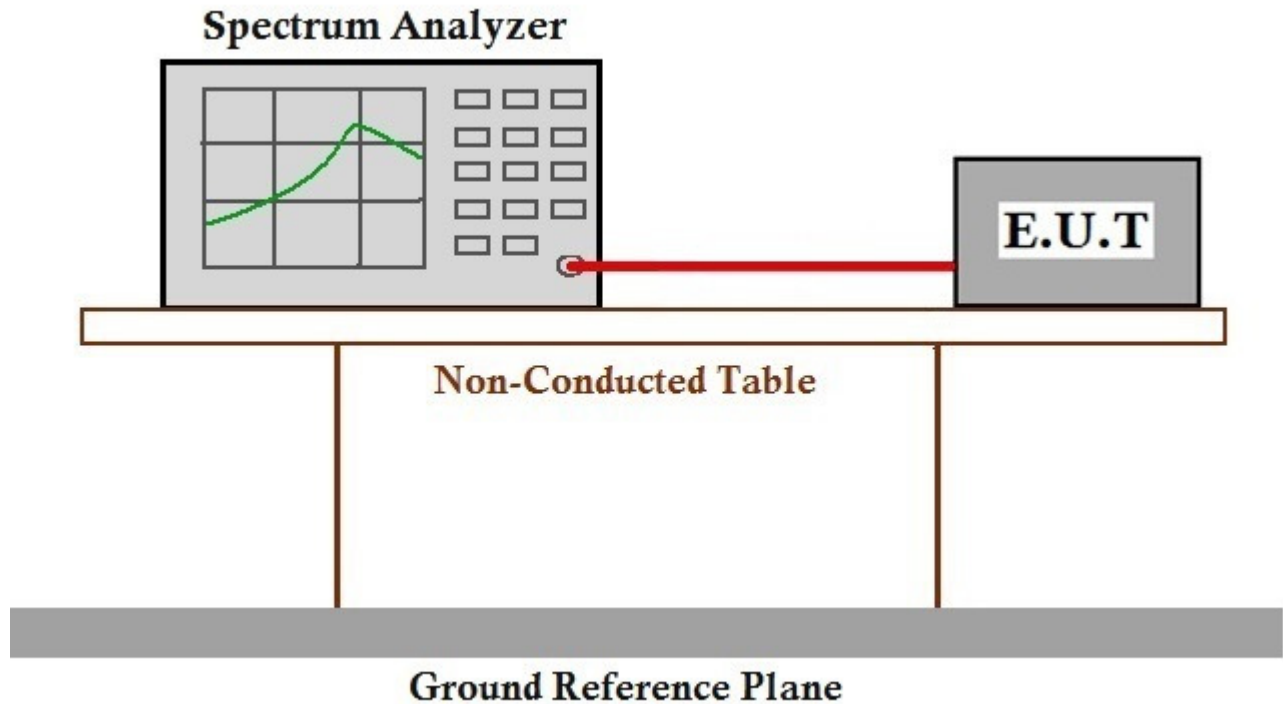 Spectrum Analyzer
E.U.T
Non-Conducted Table
Ground Reference Plane